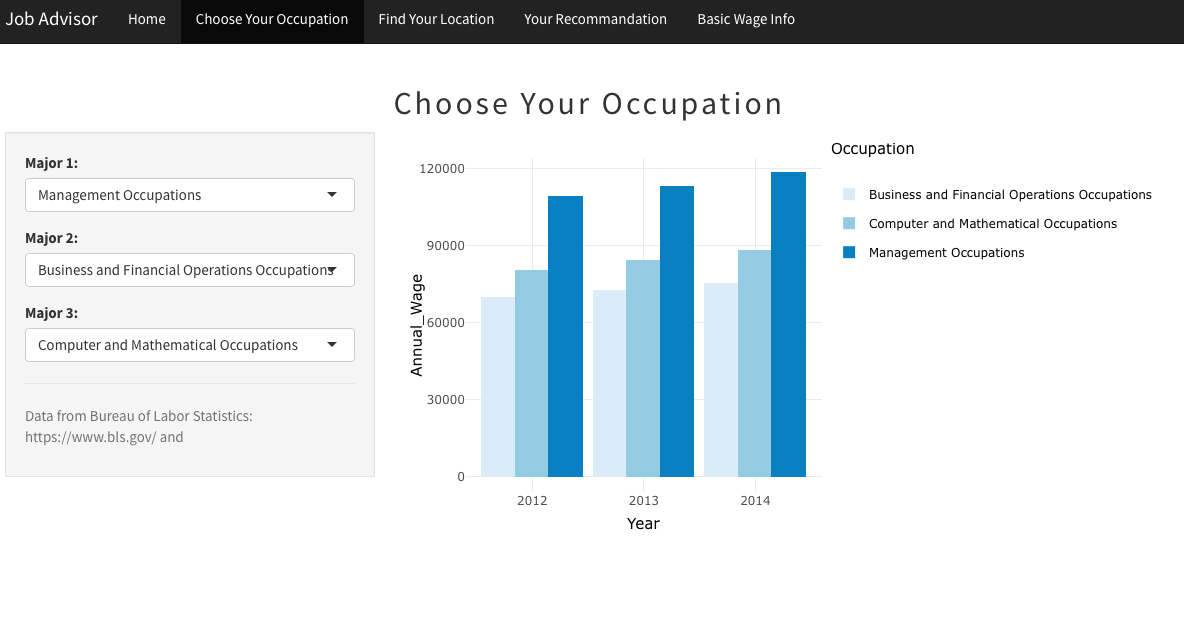 Job Advisor Home Choose Your Occupation Find Your Location Your Recommandation Basic Wage Info
Choose Your Occupation
Major 1:
Management Occupations
Major 2:
Business and Financial Operations Occupations
Major 3:
Computer and Mathematical Occupations
Data from Bureau of Labor Statistics:
https://www.bls.gov/ and
120000
90000
60000
30000
0
Annual_Wage
2012 2013 2014
Year
Occupation
Business and Financial Operations Occupations
Computer and Mathematical Occupations
Management Occupations